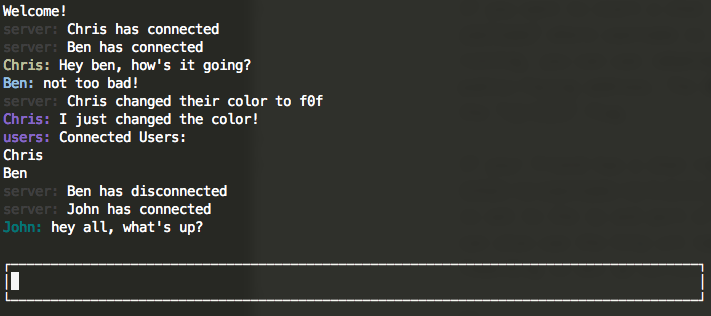 Welcome!
server: Chris has connected
server: Ben has connected
Chris: Hey ben, how's it going?
Ben: not too bad!
server: Chris changed their color to f0f
Chris: I just changed the color!
users: Connected Users:
Chris
Ben
server: Ben has disconnected
server: John has connected
John: hey all, what's up?